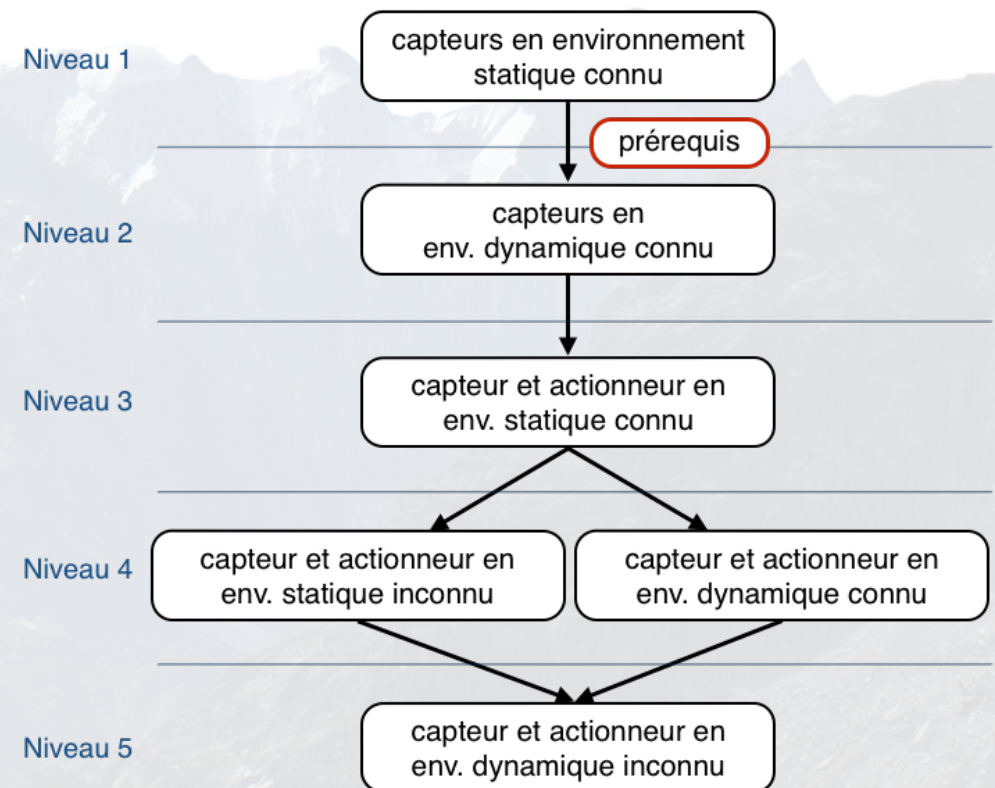 Niveau 1
capteurs en environnement
statique connu
prérequis
Niveau 2
capteurs en
env. dynamique connu
Niveau 3
capteur et actionneur en
env. statique connu
Niveau 4
capteur et actionneur en
env. statique inconnu
capteur et actionneur en
env. dynamique connu
Niveau 5
capteur et actionneur en
env. dynamique inconnu